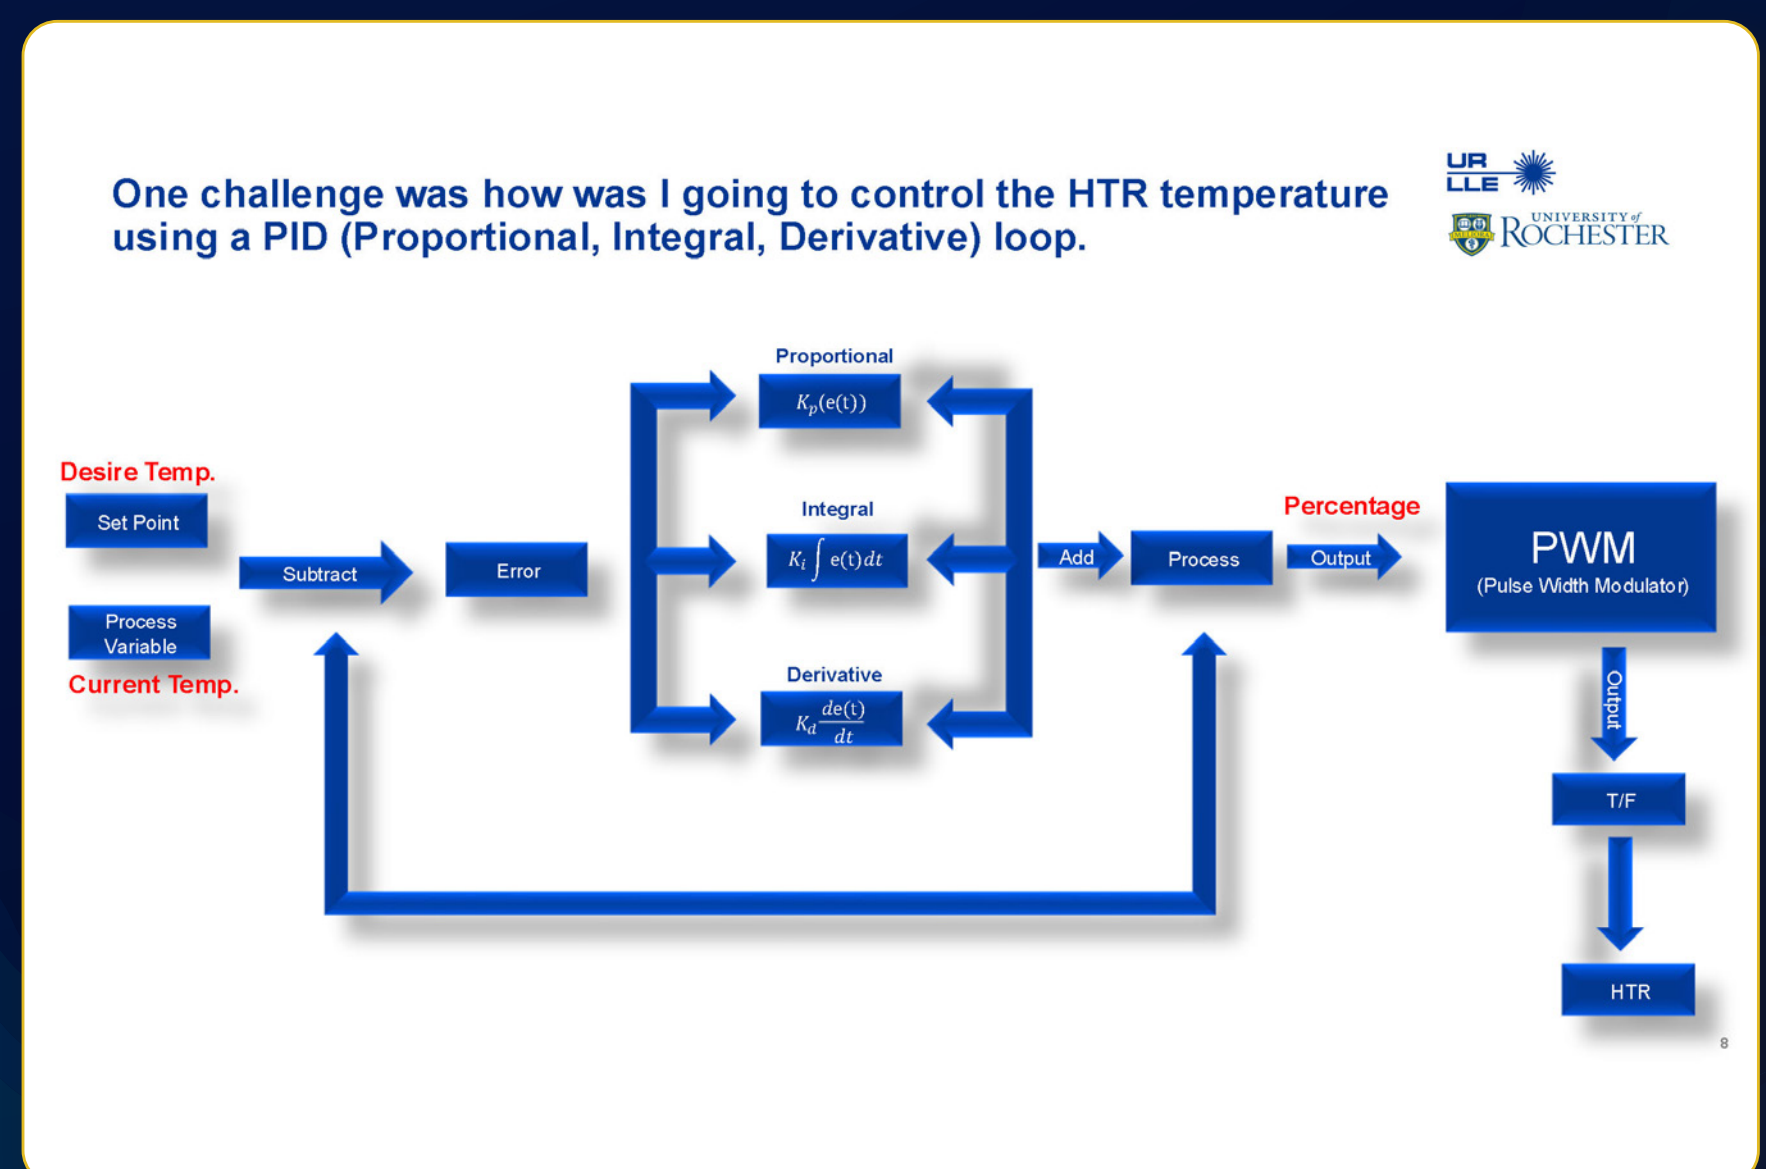 One challenge was how was I going to control the HTR temperature
using a PID (Proportional, Integral, Derivative) loop.
UR
LLE
UNIVERSITY of
ROCHESTER
Desire Temp.
Set Point
Process
Variable
Current Temp.
Subtract
Error
Proportional
K_p(e(t))
Integral
K_i ∫ e(t)dt
Derivative
K_d de(t)/dt
Add
Process
Percentage
Output
PWM
(Pulse Width Modulator)
Output
T/F
HTR
8